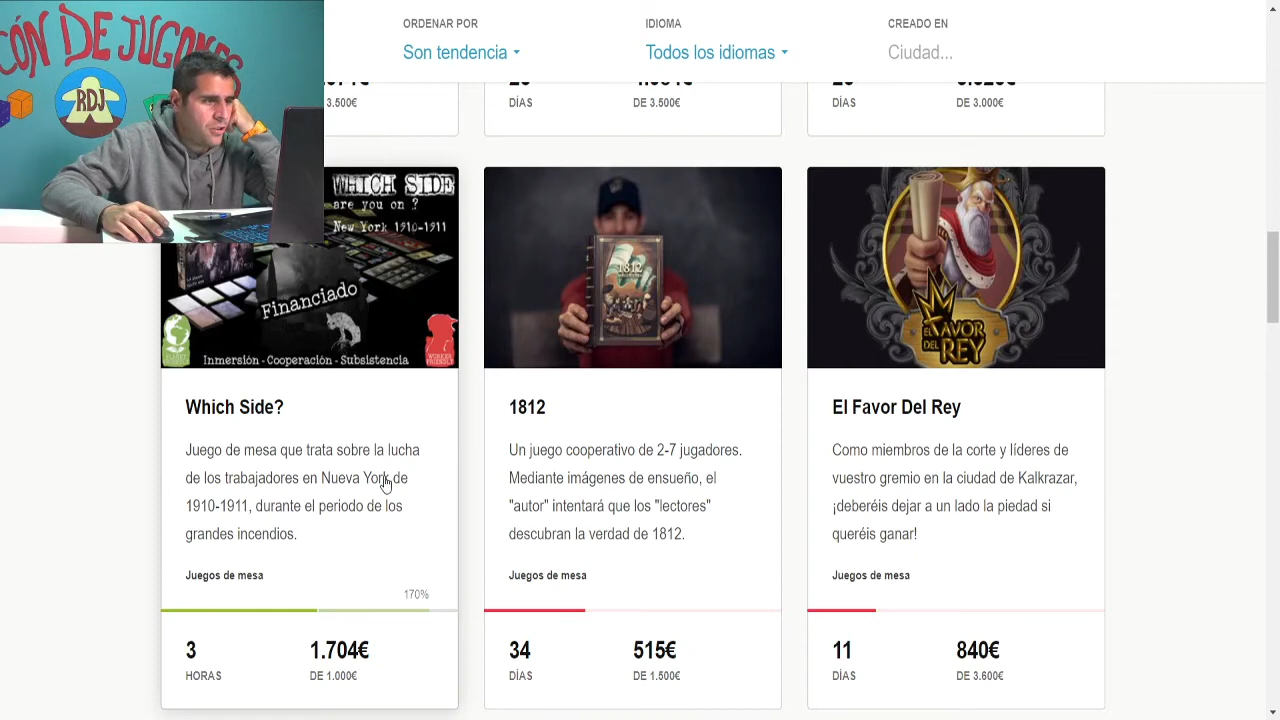 CÓN DE JUGONES
RDJ
ORDENAR POR
Son tendencia
IDIOMA
Todos los idiomas
CREADO EN
Ciudad...
3.500€
DÍAS
DE 3.500€
DÍAS
DE 3.000€
WHICH SIDE
are you on ?
New York 1910-1911
Financiado
Inmersión - Cooperación - Subsistencia
WORKER
FRIENDLY
Which Side?
Juego de mesa que trata sobre la lucha
de los trabajadores en Nueva York de
1910-1911, durante el periodo de los
grandes incendios.
Juegos de mesa
170%
3
HORAS
1.704€
DE 1.000€
1812
1812
Un juego cooperativo de 2-7 jugadores.
Mediante imágenes de ensueño, el
"autor" intentará que los "lectores"
descubran la verdad de 1812.
Juegos de mesa
34
DÍAS
515€
DE 1.500€
EL FAVOR
DEL REY
El Favor Del Rey
Como miembros de la corte y líderes de
vuestro gremio en la ciudad de Kalkrazar,
¡deberéis dejar a un lado la piedad si
queréis ganar!
Juegos de mesa
11
DÍAS
840€
DE 3.600€